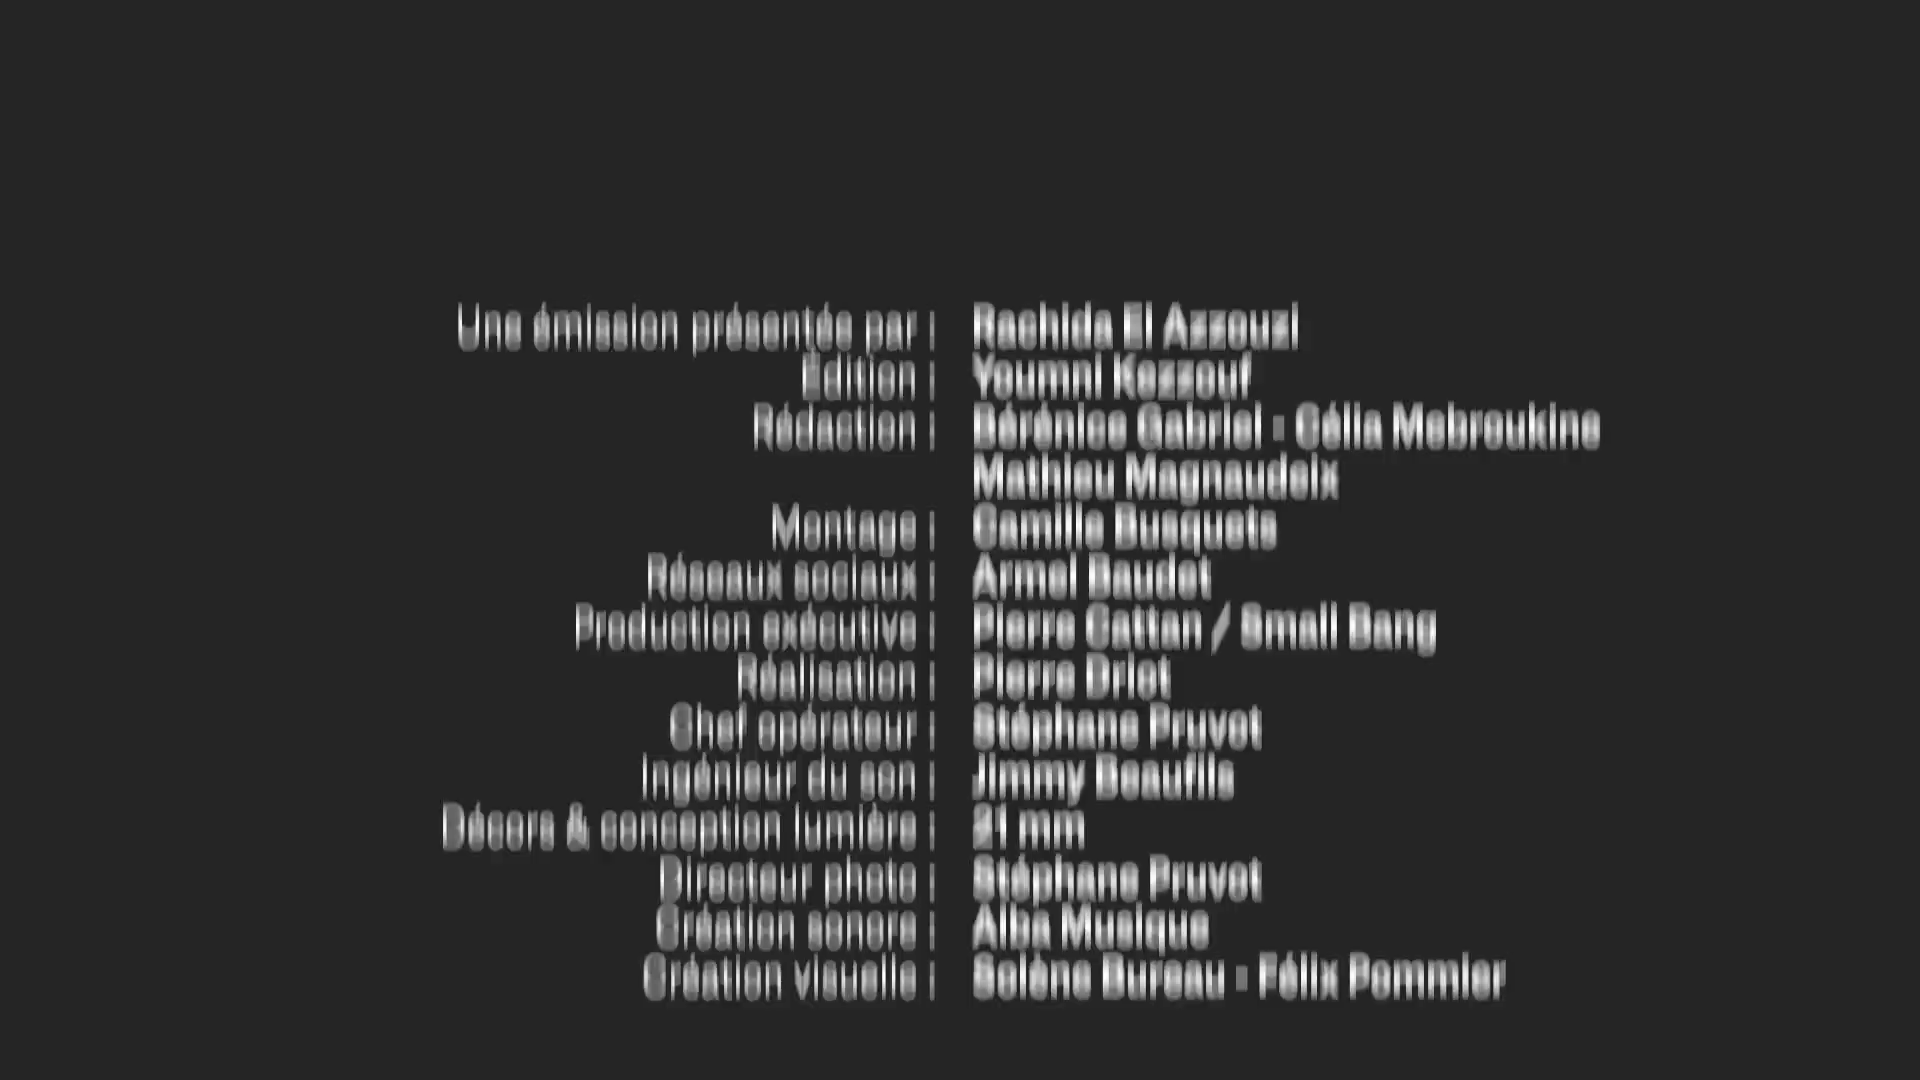 Une émission présentée par : Rachida El Azzouzi
Édition : Youmni Kezzouf
Rédaction : Bérénice Gabriel - Célia Mebroukine
Mathieu Magnaudeix
Montage : Camille Busquets
Réseaux sociaux : Armel Baudet
Production exécutive : Pierre Cattan / Small Bang
Réalisation : Pierre Driot
Chef opérateur : Stéphane Pruvot
Ingénieur du son : Jimmy Beaufils
Décors & conception lumière : 21 mm
Directeur photo : Stéphane Pruvot
Création sonore : Alba Musique
Création visuelle : Solène Bureau - Félix Pommier